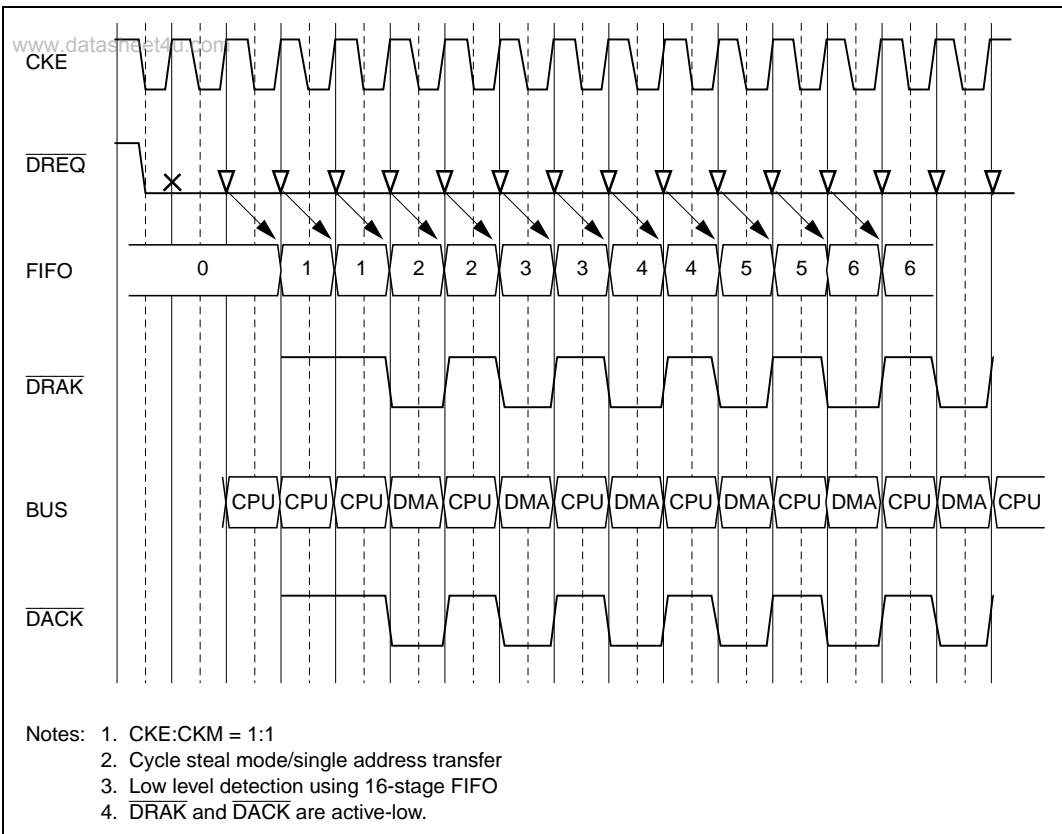 www.datasheet4u.com
CKE
DREQ
FIFO 0 1 1 2 2 3 3 4 4 5 5 6 6
DRAK
BUS CPU CPU CPU DMA CPU DMA CPU DMA CPU DMA CPU DMA CPU DMA CPU
DACK
Notes: 1. CKE:CKM = 1:1
2. Cycle steal mode/single address transfer
3. Low level detection using 16-stage FIFO
4. DRAK and DACK are active-low.